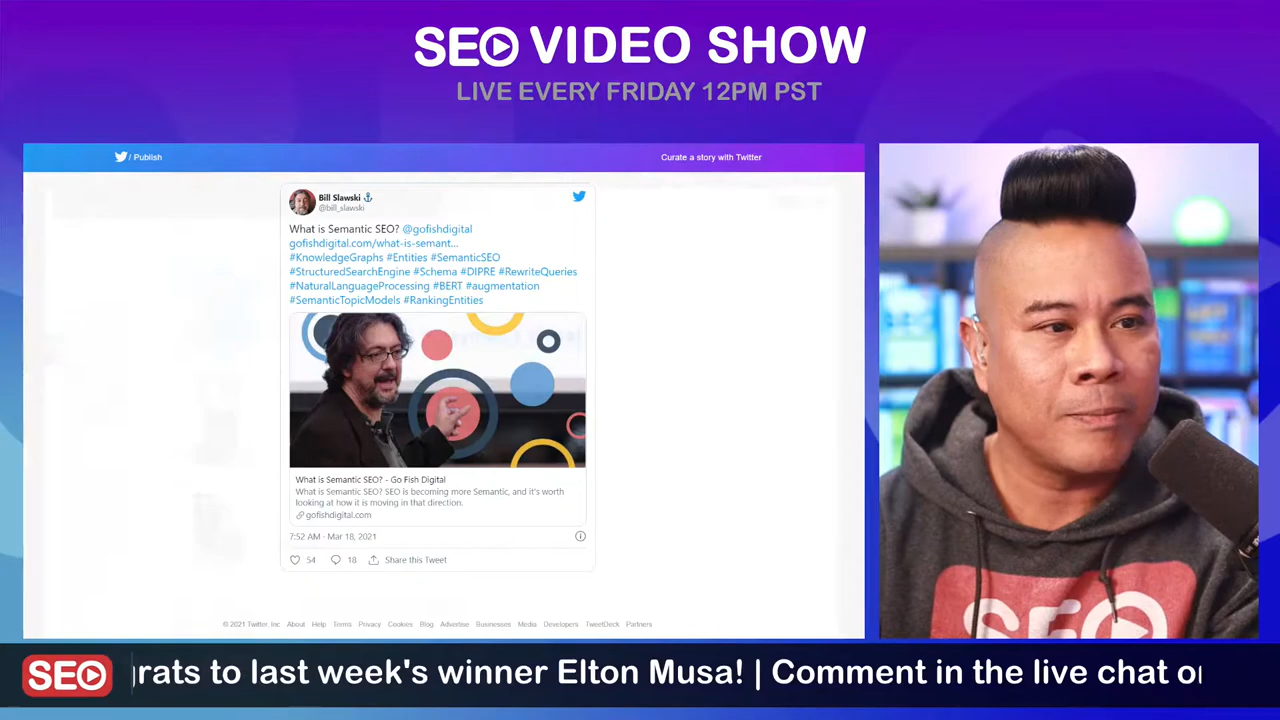 SEO VIDEO SHOW
LIVE EVERY FRIDAY 12PM PST
/ Publish
Curate a story with Twitter
Bill Slawski
@bill_slawski
What is Semantic SEO? @gofishdigital
gofishdigital.com/what-is-semant...
#KnowledgeGraphs #Entities #SemanticSEO
#StructuredSearchEngine #Schema #DIPRE #RewriteQueries
#NaturalLanguageProcessing #BERT #augmentation
#SemanticTopicModels #RankingEntities
What is Semantic SEO? - Go Fish Digital
What is Semantic SEO? SEO is becoming more Semantic, and it's worth
looking at how it is moving in that direction.
gofishdigital.com
7:52 AM · Mar 18, 2021
54 18 Share this Tweet
© 2021 Twitter, Inc About Help Terms Privacy Cookies Blog Advertise Businesses Media Developers TweetDeck Partners
SEO
SEO
rats to last week's winner Elton Musa! | Comment in the live chat